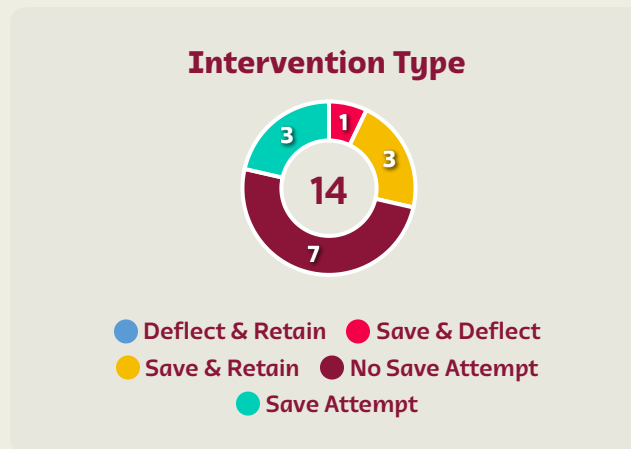 Intervention Type
1
3
3
14
7
Deflect & Retain Save & Deflect
Save & Retain No Save Attempt
Save Attempt